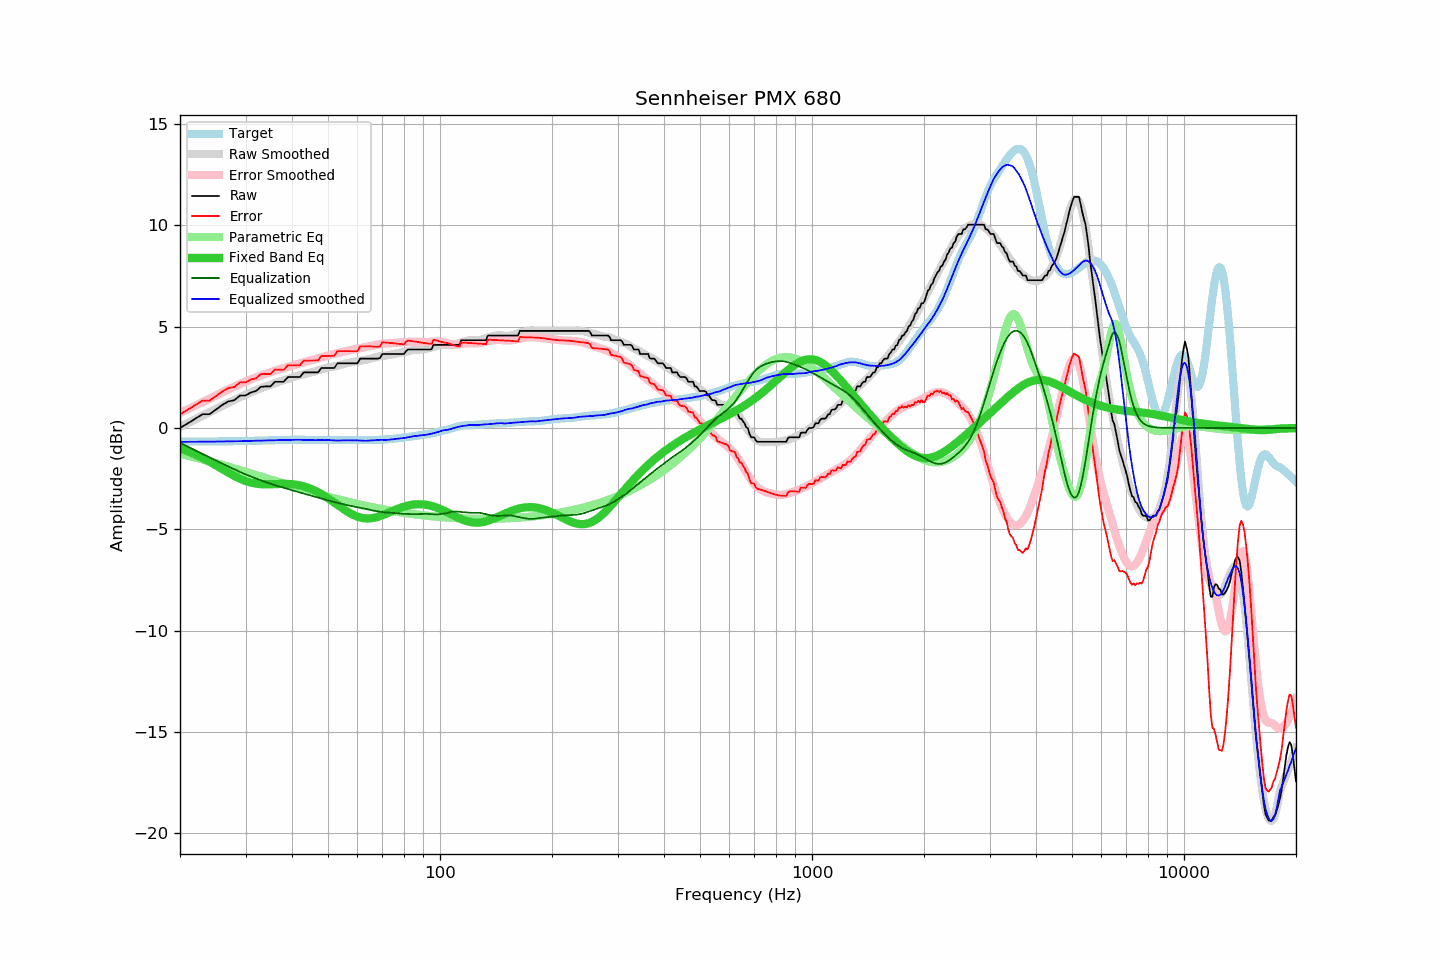 Sennheiser PMX 680
Target
Raw Smoothed
Error Smoothed
Raw
Error
Parametric Eq
Fixed Band Eq
Equalization
Equalized smoothed
15
10
5
0
−5
−10
−15
−20
Amplitude (dBr)
100
1000
10000
Frequency (Hz)